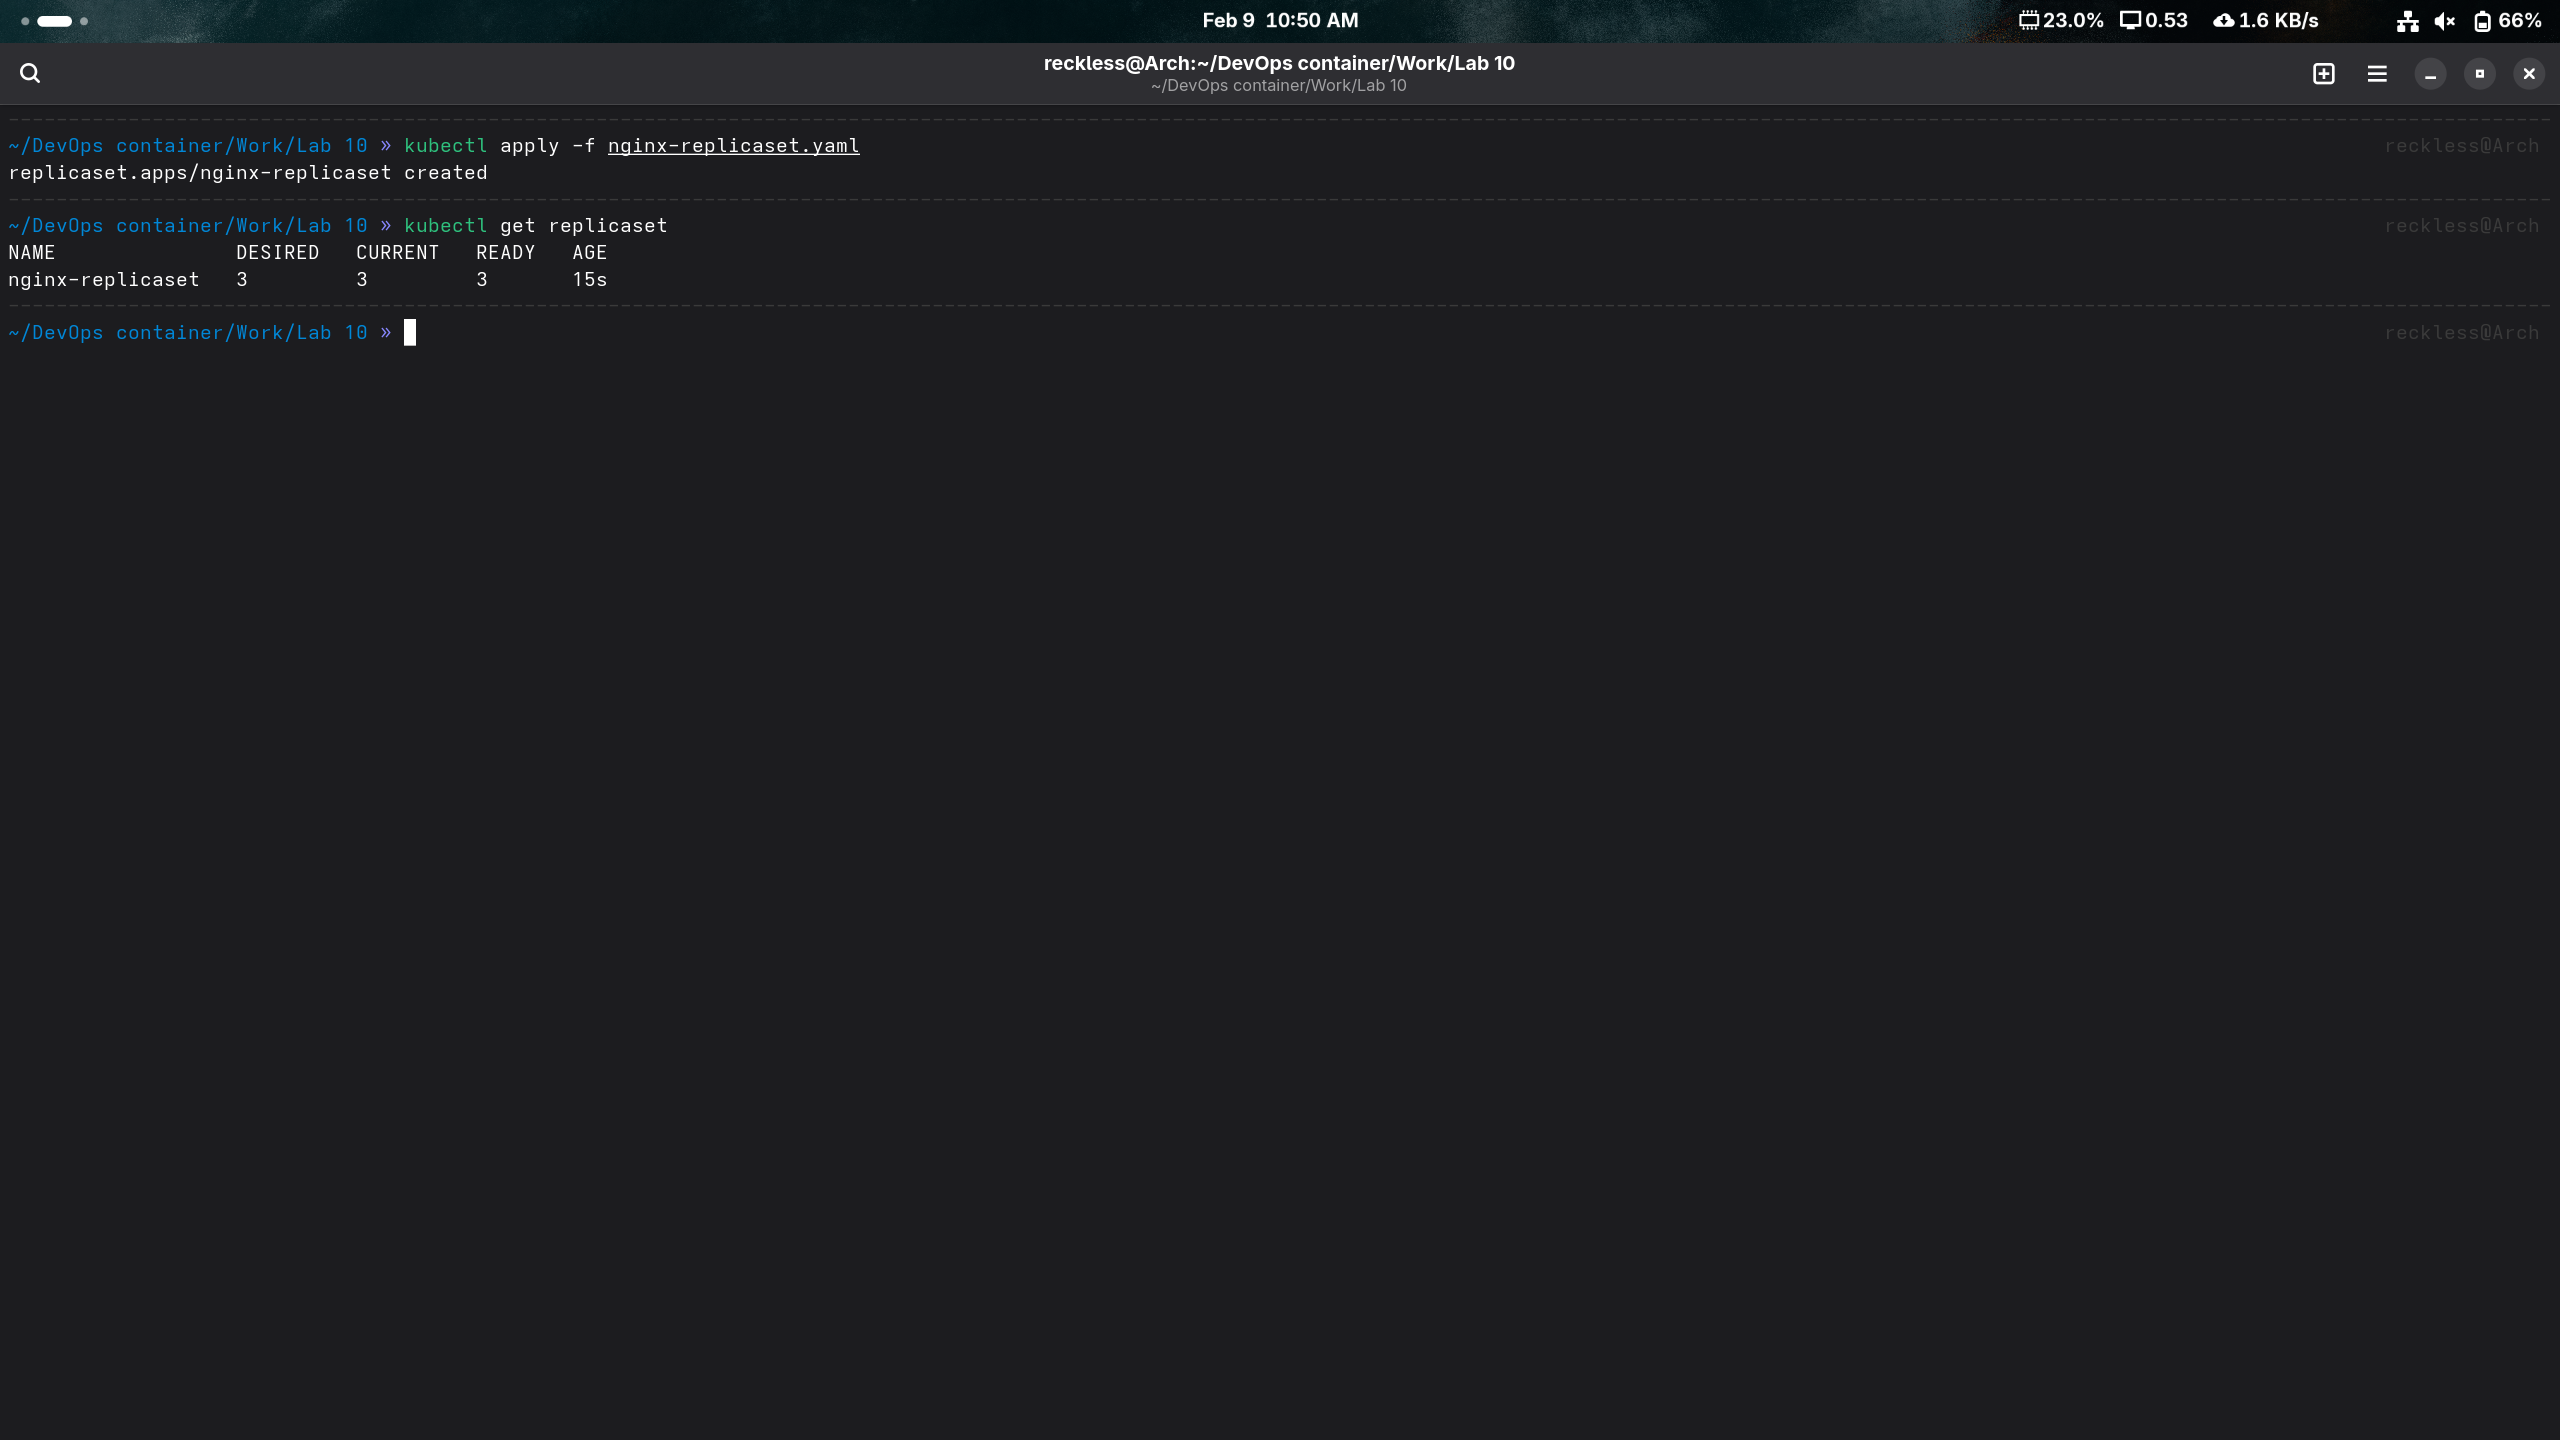 Feb 9 10:50 AM
23.0% 0.53 1.6 KB/s 66%
reckless@Arch:~/DevOps container/Work/Lab 10
~/DevOps container/Work/Lab 10
~/DevOps container/Work/Lab 10 » kubectl apply -f nginx-replicaset.yaml reckless@Arch
replicaset.apps/nginx-replicaset created
~/DevOps container/Work/Lab 10 » kubectl get replicaset reckless@Arch
NAME DESIRED CURRENT READY AGE
nginx-replicaset 3 3 3 15s
~/DevOps container/Work/Lab 10 » reckless@Arch